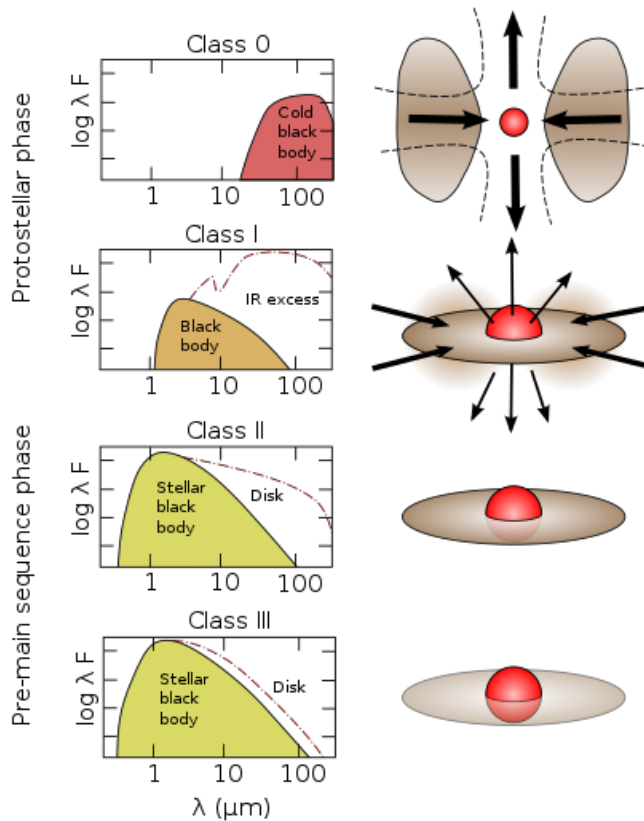 Protostellar phase
Class 0
log λ F
Cold
black
body
1
10
100
Class I
log λ F
IR excess
Black
body
1
10
100
Pre-main sequence phase
Class II
log λ F
Stellar
black
body
Disk
1
10
100
Class III
log λ F
Stellar
black
body
Disk
1
10
100
λ (μm)